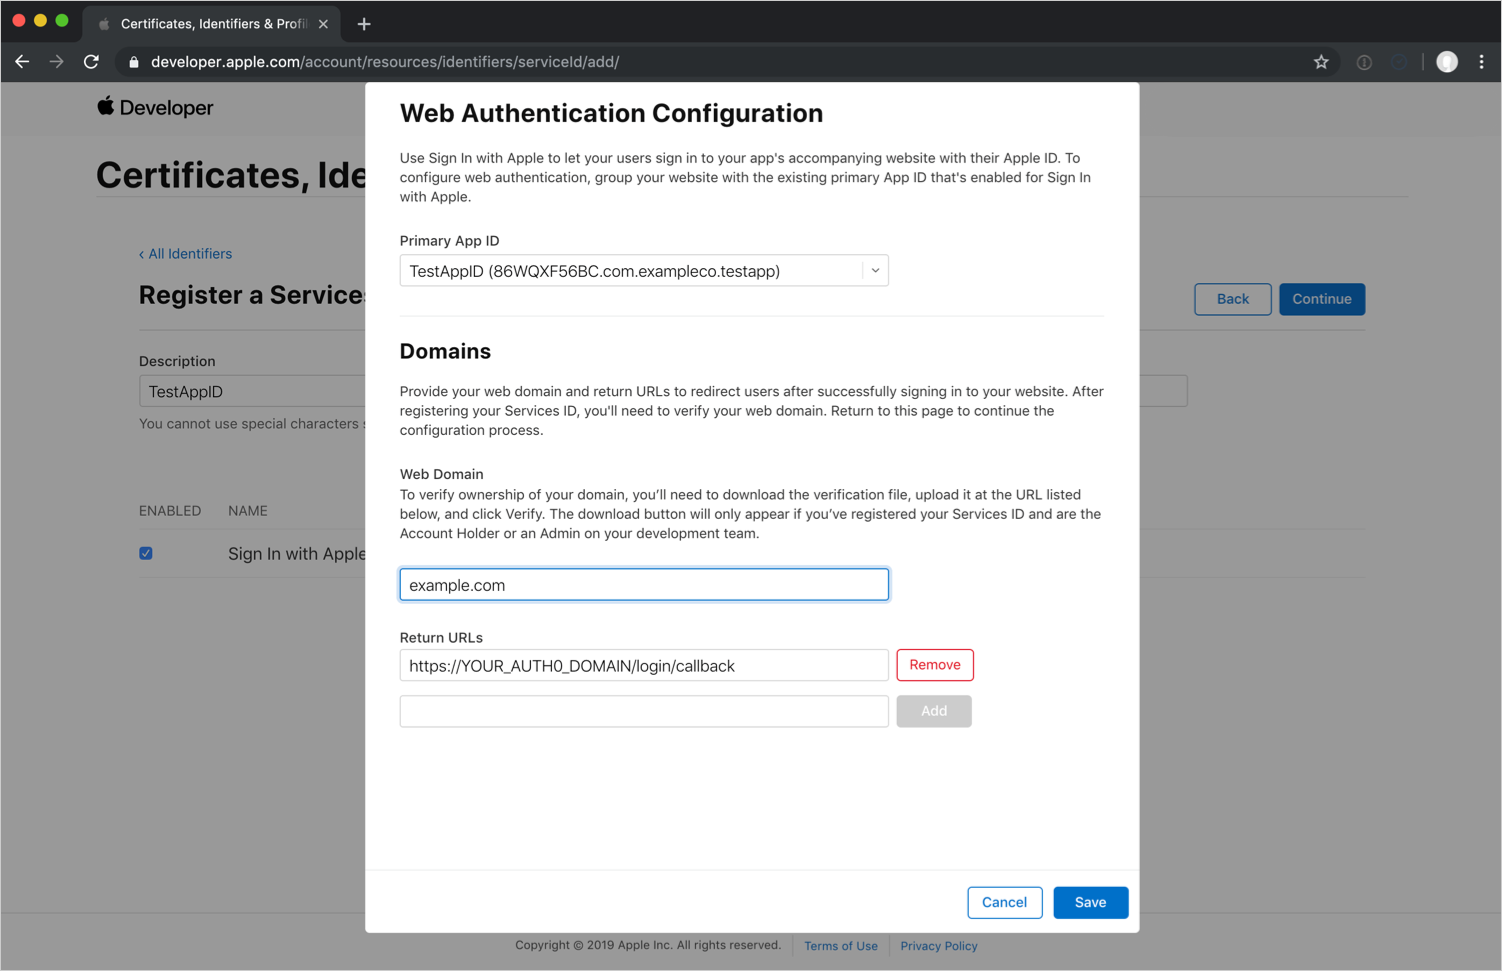 Certificates, Identifiers & Profil
developer.apple.com/account/resources/identifiers/serviceId/add/
Developer
Certificates, Ide
‹ All Identifiers
Register a Services
Back
Continue
Description
TestAppID
You cannot use special characters s
ENABLED NAME
Sign In with Apple
Web Authentication Configuration
Use Sign In with Apple to let your users sign in to your app's accompanying website with their Apple ID. To
configure web authentication, group your website with the existing primary App ID that's enabled for Sign In
with Apple.
Primary App ID
TestAppID (86WQXF56BC.com.exampleco.testapp)
Domains
Provide your web domain and return URLs to redirect users after successfully signing in to your website. After
registering your Services ID, you'll need to verify your web domain. Return to this page to continue the
configuration process.
Web Domain
To verify ownership of your domain, you’ll need to download the verification file, upload it at the URL listed
below, and click Verify. The download button will only appear if you’ve registered your Services ID and are the
Account Holder or an Admin on your development team.
example.com
Return URLs
https://YOUR_AUTH0_DOMAIN/login/callback
Remove
Add
Cancel
Save
Copyright © 2019 Apple Inc. All rights reserved. Terms of Use Privacy Policy